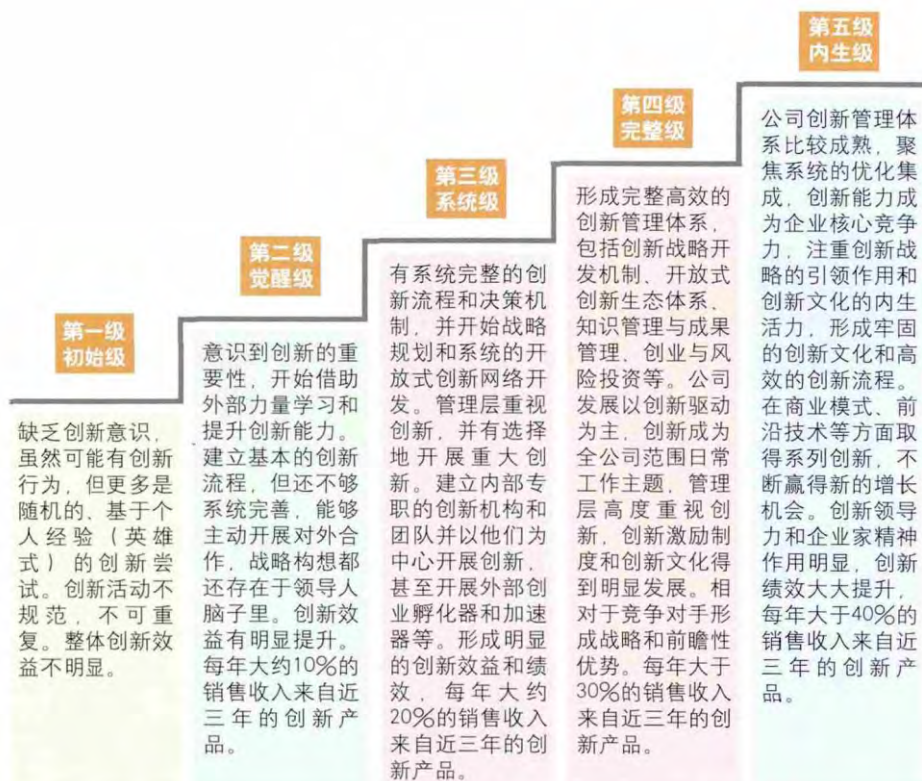 第一级
初始级
缺乏创新意识，
虽然可能有创新
行为，但更多是
随机的、基于个
人经验（英雄
式）的创新尝
试。创新活动不
规范，不可重
复。整体创新效
益不明显。
第二级
觉醒级
意识到创新的重
要性，开始借助
外部力量学习和
提升创新能力。
建立基本的创新
流程，但还不够
系统完善，能够
主动开展对外合
作，战略构想都
还存在于领导人
脑子里。创新效
益有明显提升。
每年大约10%的
销售收入来自近
三年的创新产
品。
第三级
系统级
有系统完整的创
新流程和决策机
制，并开始战略
规划和系统的开
放式创新网络开
发。管理层重视
创新，并有选择
地开展重大创
新。建立内部专
职的创新机构和
团队并以他们为
中心开展创新，
甚至开展外部创
业孵化器和加速
器等。形成明显
的创新效益和绩
效，每年大约
20%的销售收入
来自近三年的创
新产品。
第四级
完整级
形成完整高效的
创新管理体系，
包括创新战略开
发机制、开放式
创新生态体系、
知识管理与成果
管理，创业与风
险投资等。公司
发展以创新驱动
为主，创新成为
全公司范围日常
工作主题，管理
层高度重视创
新，创新激励制
度和创新文化得
到明显发展。相
对于竞争对手形
成战略和前瞻性
优势。每年大于
30%的销售收入
来自近三年的创
新产品。
第五级
内生级
公司创新管理体
系比较成熟，聚
焦系统的优化集
成，创新能力成
为企业核心竞争
力，注重创新战
略的引领作用和
创新文化的内生
活力，形成牢固
的创新文化和高
效的创新流程。
在商业模式、前
沿技术等方面取
得系列创新，不
断赢得新的增长
机会。创新领导
力和企业家精神
作用明显，创新
绩效大大提升，
每年大于40%的
销售收入来自近
三年的创新产
品。